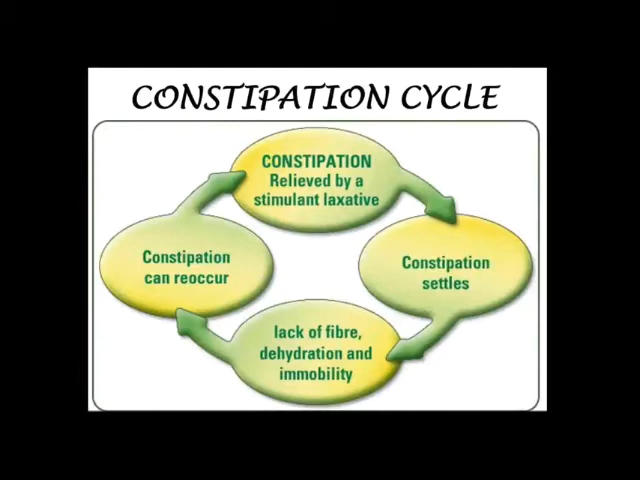 CONSTIPATION CYCLE
CONSTIPATION
Relieved by a
stimulant laxative
Constipation
settles
lack of fibre,
dehydration and
immobility
Constipation
can reoccur